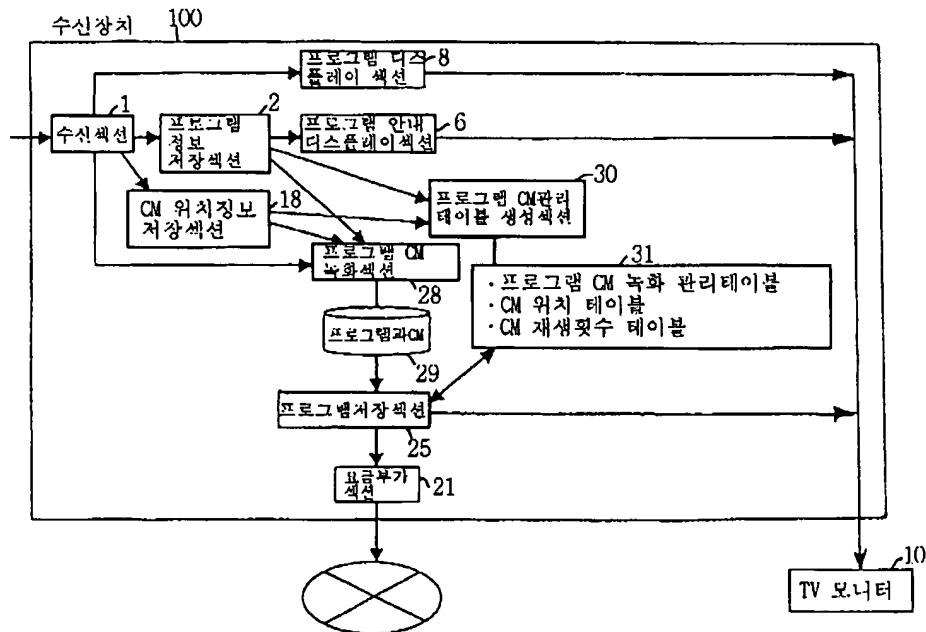 수신장치 100
프로그램 디스
플레이 섹션 8
1
수신섹션
2
프로그램
정보
저장섹션
프로그램 안내
디스플레이섹션 6
CM 위치정보
저장섹션 18
30
프로그램 CM관리
테이블 생성섹션
프로그램 CM
녹화섹션
28
31
· 프로그램 CM 녹화 관리테이블
· CM 위치 테이블
· CM 재생횟수 테이블
프로그램과CM
29
프로그램저장섹션
25
요금부가
섹션 21
10
TV 모니터